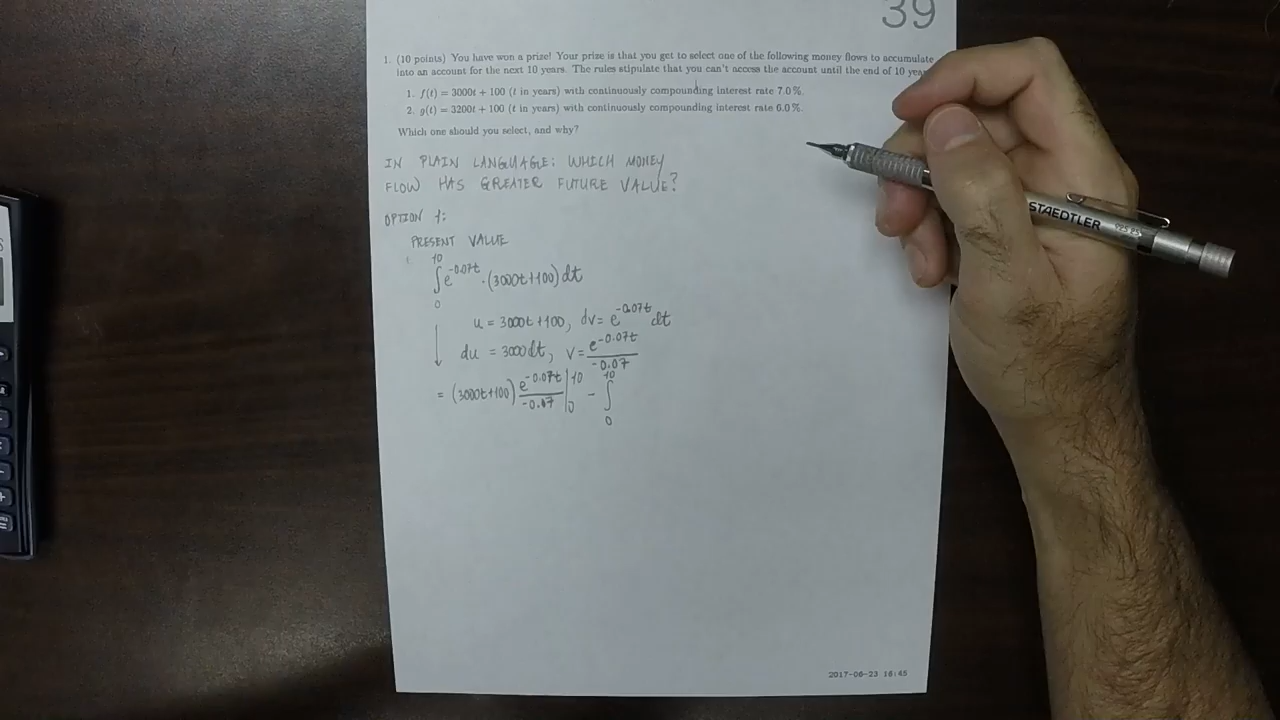 39
1. (10 points) You have won a prize! Your prize is that you get to select one of the following money flows to accumulate
into an account for the next 10 years. The rules stipulate that you can't access the account until the end of 10
1. f(t) = 3000t + 100 (t in years) with continuously compounding interest rate 7.0%.
2. g(t) = 3200t + 100 (t in years) with continuously compounding interest rate 6.0%.
Which one should you select, and why?
IN PLAIN LANGUAGE: WHICH MONEY
FLOW HAS GREATER FUTURE VALUE?
OPTION 1:
PRESENT VALUE
∫₀¹⁰ e^{-0.07t} · (3000t+100) dt
u = 3000t+100, dv = e^{-0.07t} dt
↓ du = 3000dt, v = e^{-0.07t}/-0.07
= (3000t+100) e^{-0.07t}/-0.07 |₀¹⁰ - ∫₀¹⁰
STAEDTLER 925 25
2017-06-23 16:45